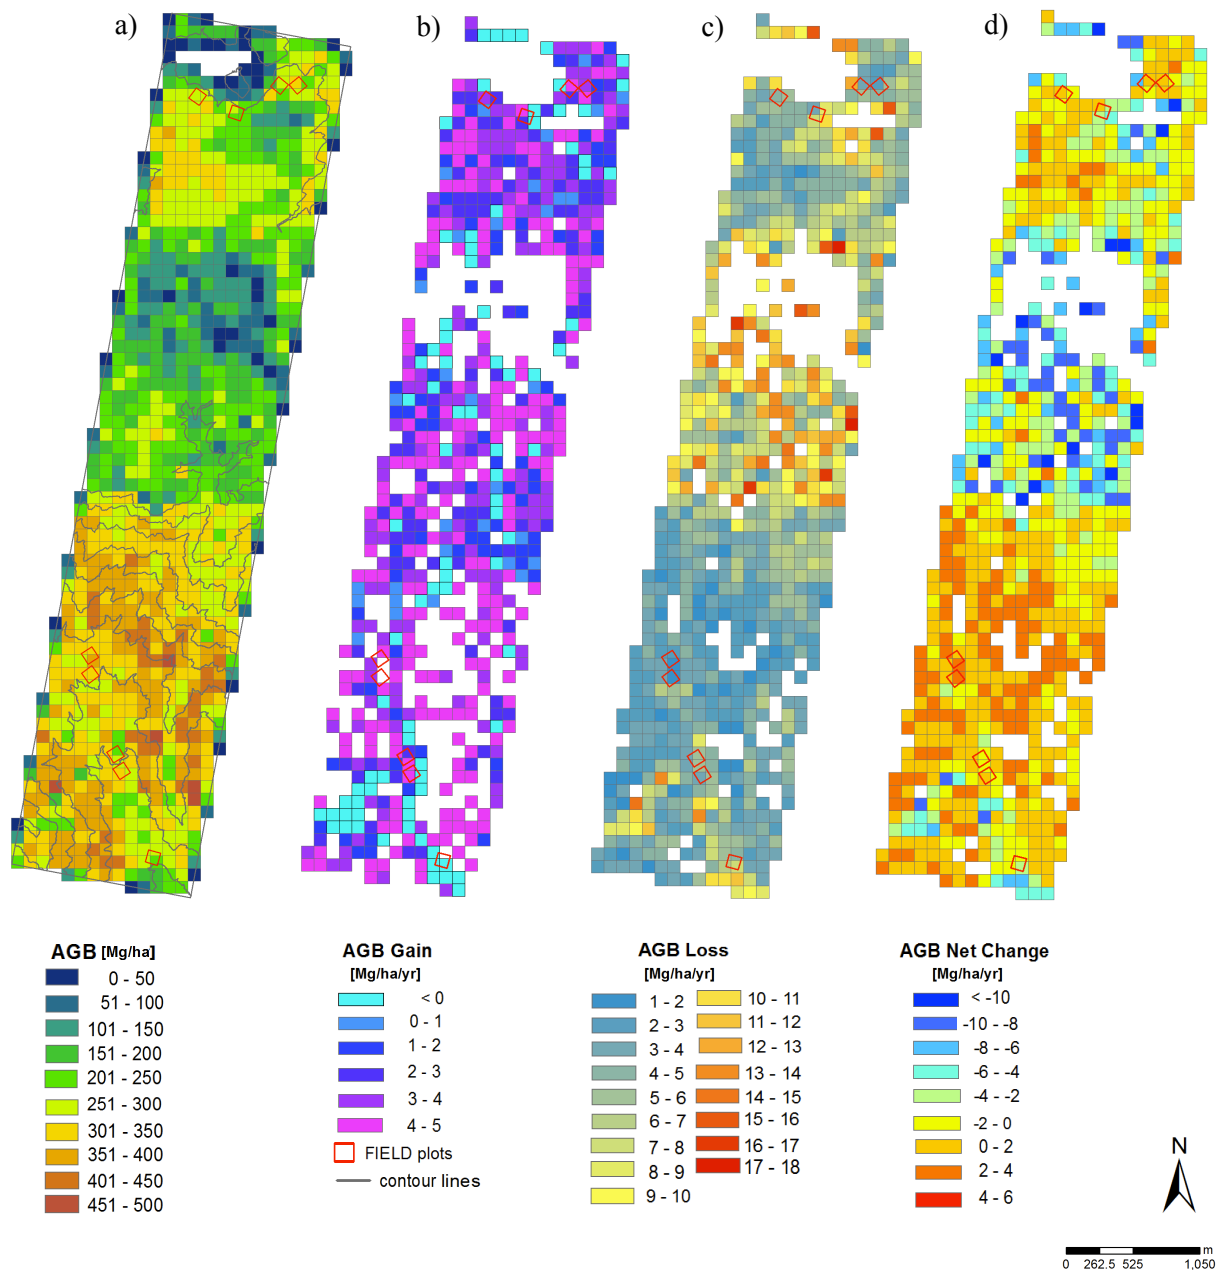 a)
b)
c)
d)
AGB [Mg/ha]
0 - 50
51 - 100
101 - 150
151 - 200
201 - 250
251 - 300
301 - 350
351 - 400
401 - 450
451 - 500
AGB Gain
[Mg/ha/yr]
< 0
0 - 1
1 - 2
2 - 3
3 - 4
4 - 5
FIELD plots
contour lines
AGB Loss
[Mg/ha/yr]
1 - 2
2 - 3
3 - 4
4 - 5
5 - 6
6 - 7
7 - 8
8 - 9
9 - 10
10 - 11
11 - 12
12 - 13
13 - 14
14 - 15
15 - 16
16 - 17
17 - 18
AGB Net Change
[Mg/ha/yr]
< -10
-10 - -8
-8 - -6
-6 - -4
-4 - -2
-2 - 0
0 - 2
2 - 4
4 - 6
N
m
0 262.5 525 1,050